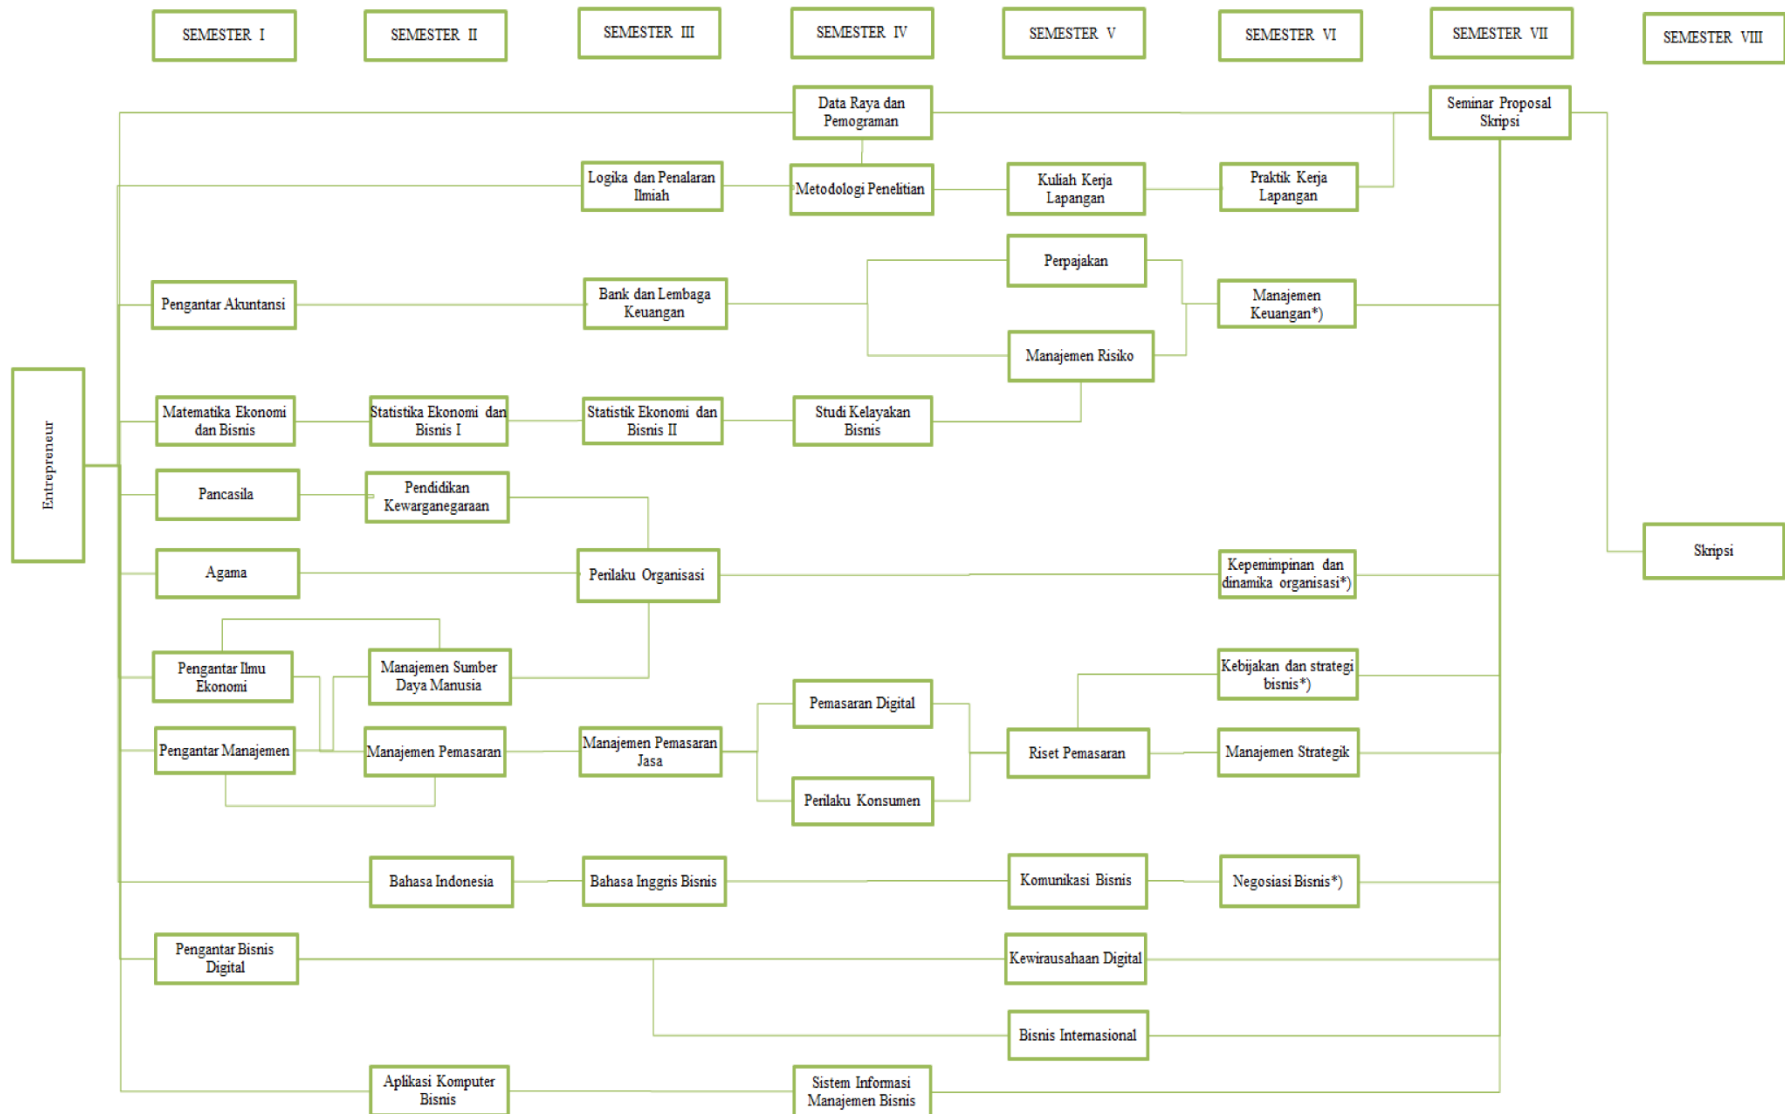 SEMESTER I
SEMESTER II
SEMESTER III
SEMESTER IV
SEMESTER V
SEMESTER VI
SEMESTER VII
SEMESTER VIII
Data Raya dan
Pemograman
Seminar Proposal
Skripsi
Logika dan Penalaran
Ilmiah
Metodologi Penelitian
Kuliah Kerja
Lapangan
Praktik Kerja
Lapangan
Perpajakan
Pengantar Akuntansi
Bank dan Lembaga
Keuangan
Manajemen
Keuangan*)
Manajemen Risiko
Entrepreneur
Matematika Ekonomi
dan Bisnis
Statistika Ekonomi dan
Bisnis I
Statistik Ekonomi dan
Bisnis II
Studi Kelayakan
Bisnis
Pancasila
Pendidikan
Kewarganegaraan
Skripsi
Agama
Perilaku Organisasi
Kepemimpinan dan
dinamika organisasi*)
Pengantar Ilmu
Ekonomi
Manajemen Sumber
Daya Manusia
Kebijakan dan strategi
bisnis*)
Pemasaran Digital
Pengantar Manajemen
Manajemen Pemasaran
Manajemen Pemasaran
Jasa
Riset Pemasaran
Manajemen Strategik
Perilaku Konsumen
Bahasa Indonesia
Bahasa Inggris Bisnis
Komunikasi Bisnis
Negosiasi Bisnis*)
Pengantar Bisnis
Digital
Kewirausahaan Digital
Bisnis Internasional
Aplikasi Komputer
Bisnis
Sistem Informasi
Manajemen Bisnis